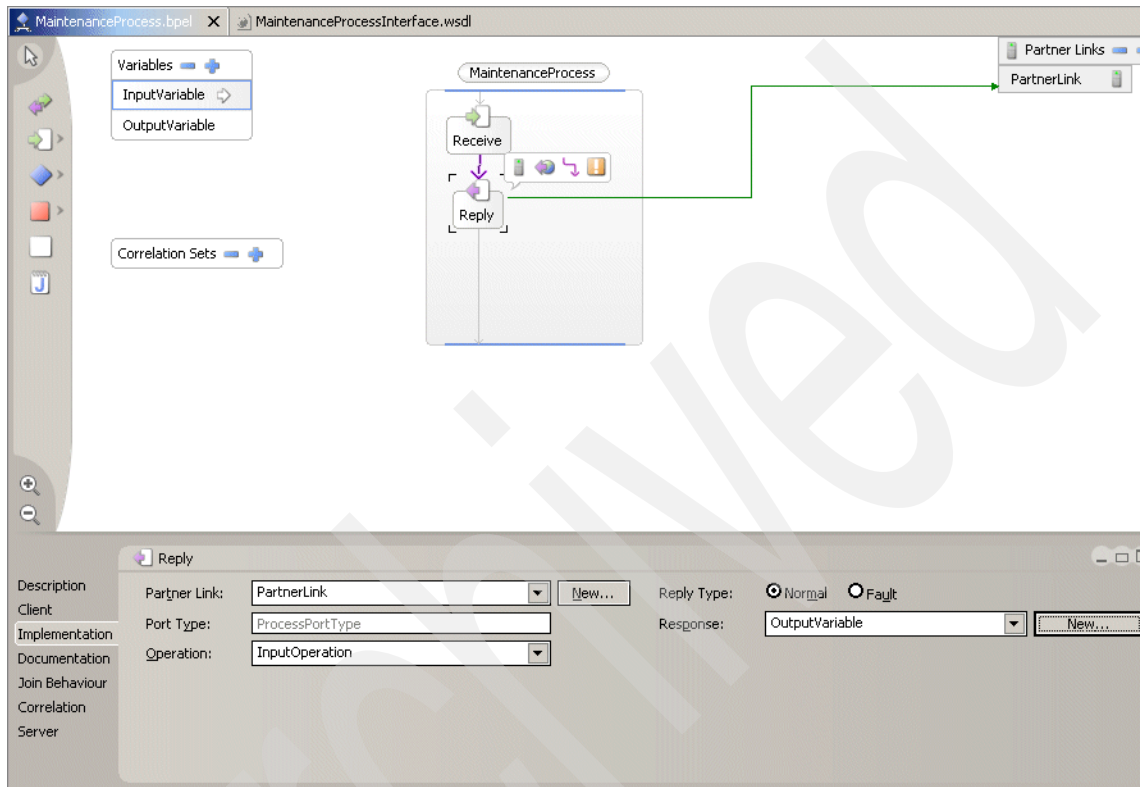 MaintenanceProcess.bpel X MaintenanceProcessInterface.wsdl
Variables
InputVariable
OutputVariable
Correlation Sets
MaintenanceProcess
Receive
Reply
Partner Links
PartnerLink
Reply
Description
Client
Implementation
Documentation
Join Behaviour
Correlation
Server
Partner Link: PartnerLink New...
Port Type: ProcessPortType
Operation: InputOperation
Reply Type: Normal Fault
Response: OutputVariable New...
chived